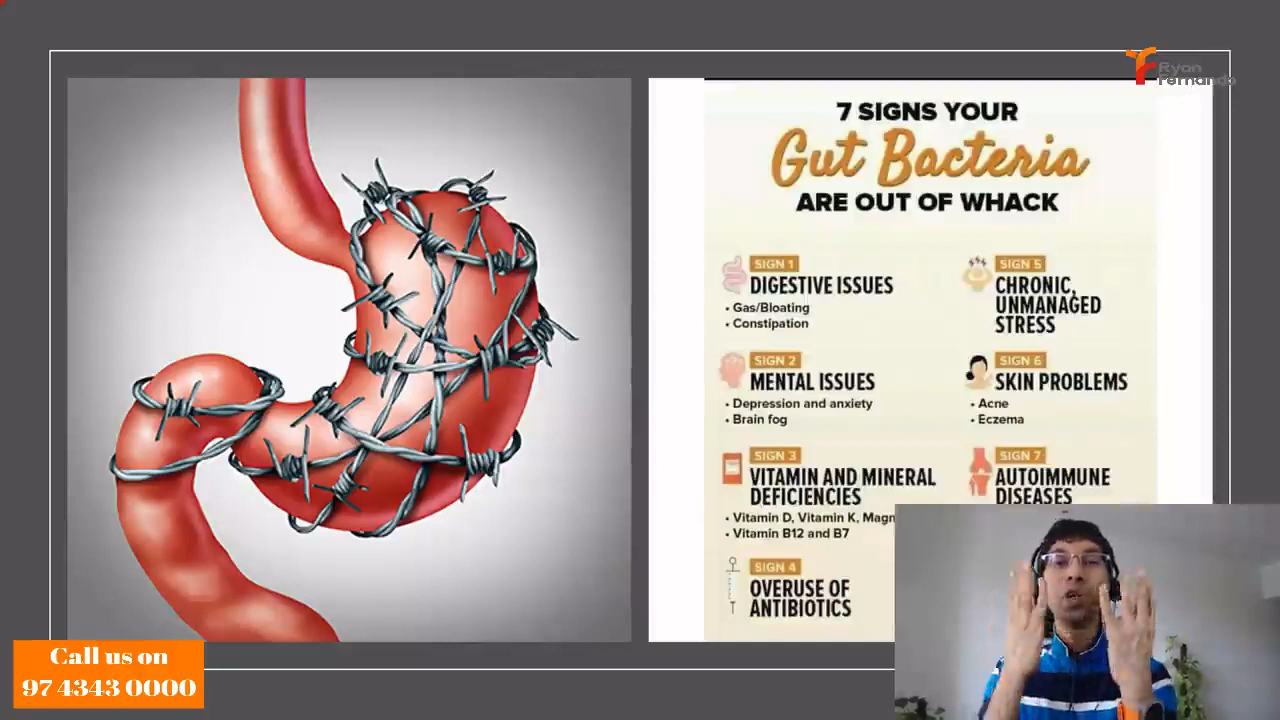 Ryan
Fernando
7 SIGNS YOUR
Gut Bacteria
ARE OUT OF WHACK
SIGN 1
DIGESTIVE ISSUES
• Gas/Bloating
• Constipation
SIGN 2
MENTAL ISSUES
• Depression and anxiety
• Brain fog
SIGN 3
VITAMIN AND MINERAL
DEFICIENCIES
• Vitamin D, Vitamin K,
• Vitamin B12 and B7
SIGN 4
OVERUSE OF
ANTIBIOTICS
SIGN 5
CHRONIC,
UNMANAGED
STRESS
SIGN 6
SKIN PROBLEMS
• Acne
• Eczema
SIGN 7
AUTOIMMUNE
DISEASES
Call us on
97 4343 0000